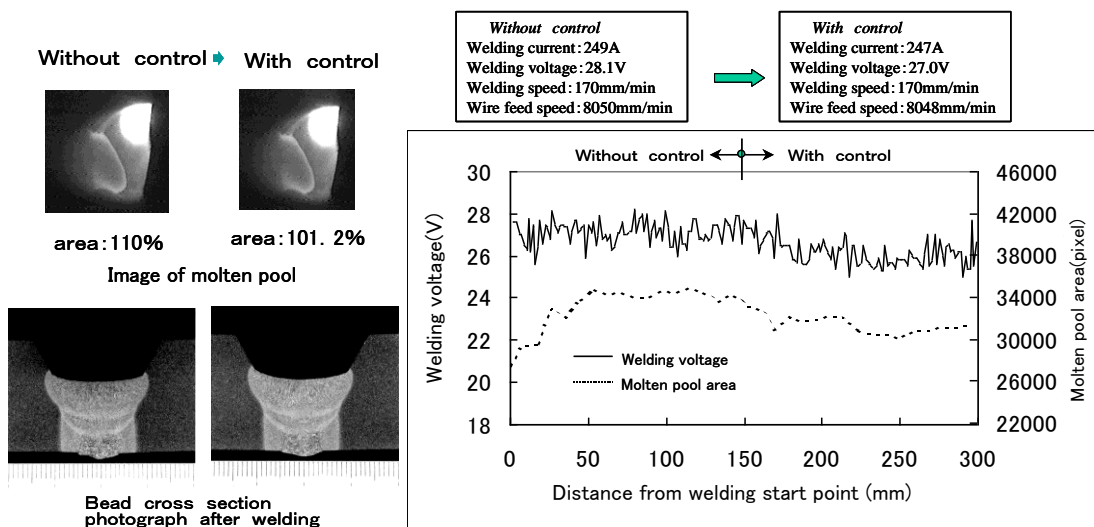 Without control
With control
area:110%
area:101. 2%
Image of molten pool
Bead cross section
photograph after welding
Without control
Welding current:249A
Welding voltage:28.1V
Welding speed:170mm/min
Wire feed speed:8050mm/min
With control
Welding current:247A
Welding voltage:27.0V
Welding speed:170mm/min
Wire feed speed:8048mm/min
Without control
With control
Welding voltage(V)
30
28
26
24
22
20
18
Welding voltage
Molten pool area
46000
42000
38000
34000
30000
26000
22000
Molten pool area(pixel)
0 50 100 150 200 250 300
Distance from welding start point (mm)